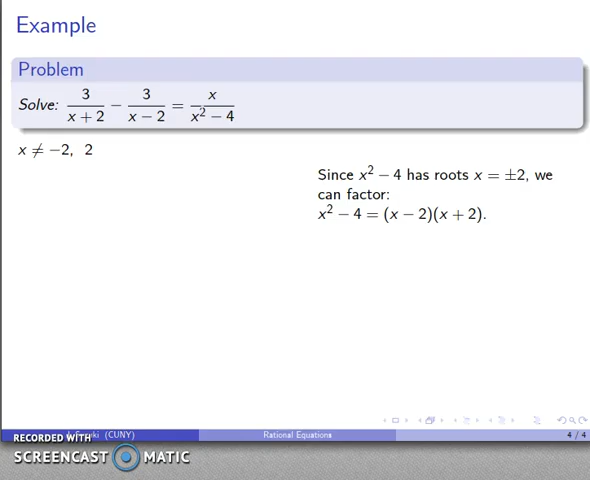 Example
Problem
Solve: 3/(x + 2) − 3/(x − 2) = x/(x² − 4)
x ≠ −2, 2
Since x² − 4 has roots x = ±2, we
can factor:
x² − 4 = (x − 2)(x + 2).
RECORDED WITH (CUNY) Rational Equations 4 / 4
SCREENCAST MATIC